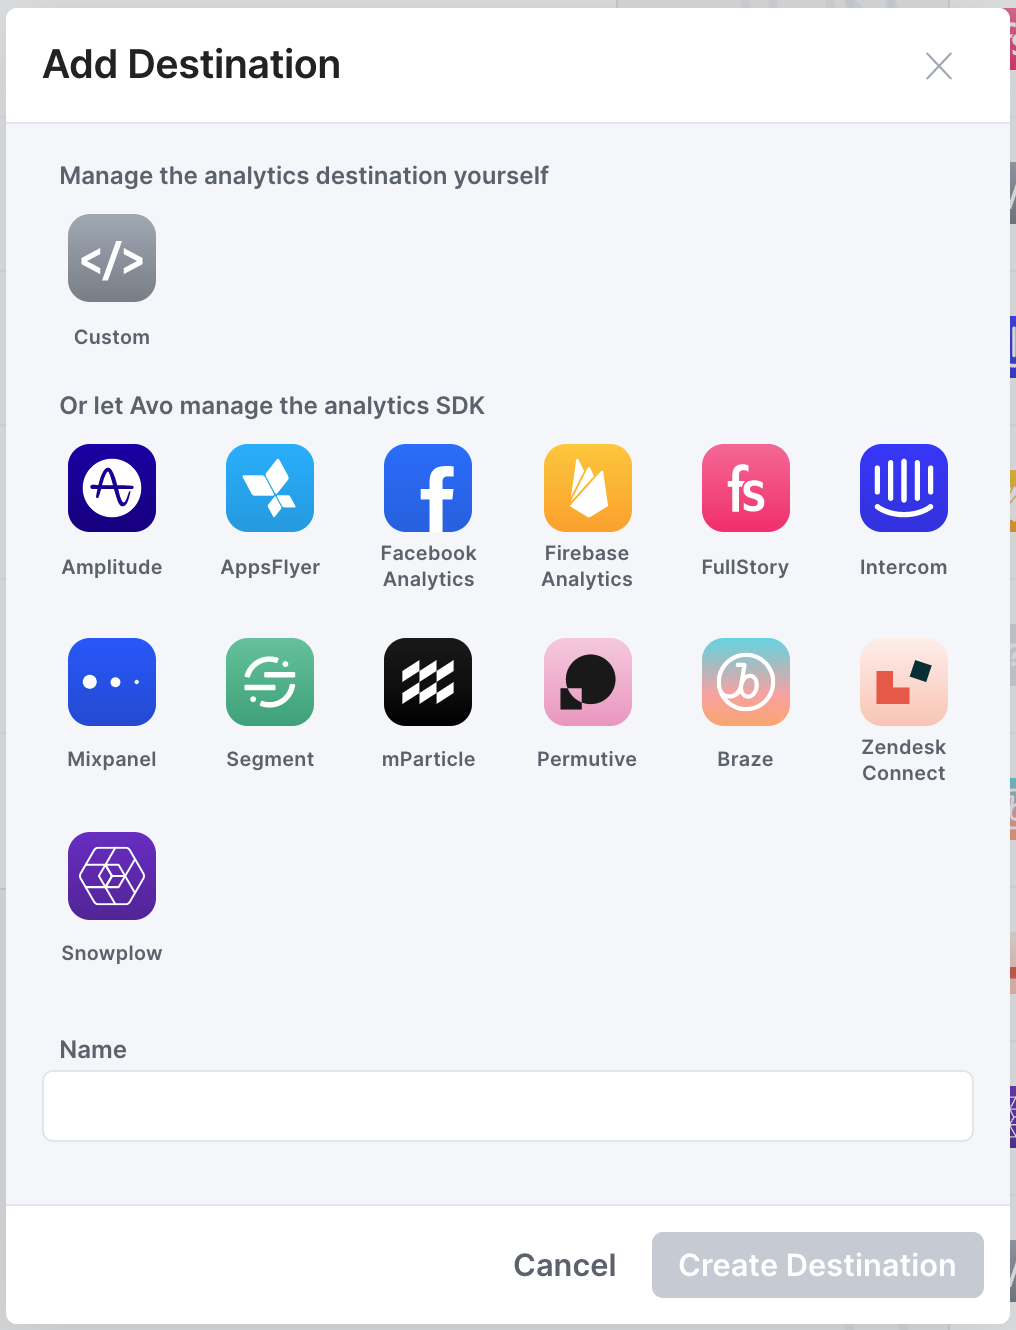 Add Destination
Manage the analytics destination yourself
</>
Custom
Or let Avo manage the analytics SDK
fs
Amplitude AppsFlyer Facebook Analytics Firebase Analytics FullStory Intercom
b
Mixpanel Segment mParticle Permutive Braze Zendesk Connect
Snowplow
Name
Cancel Create Destination